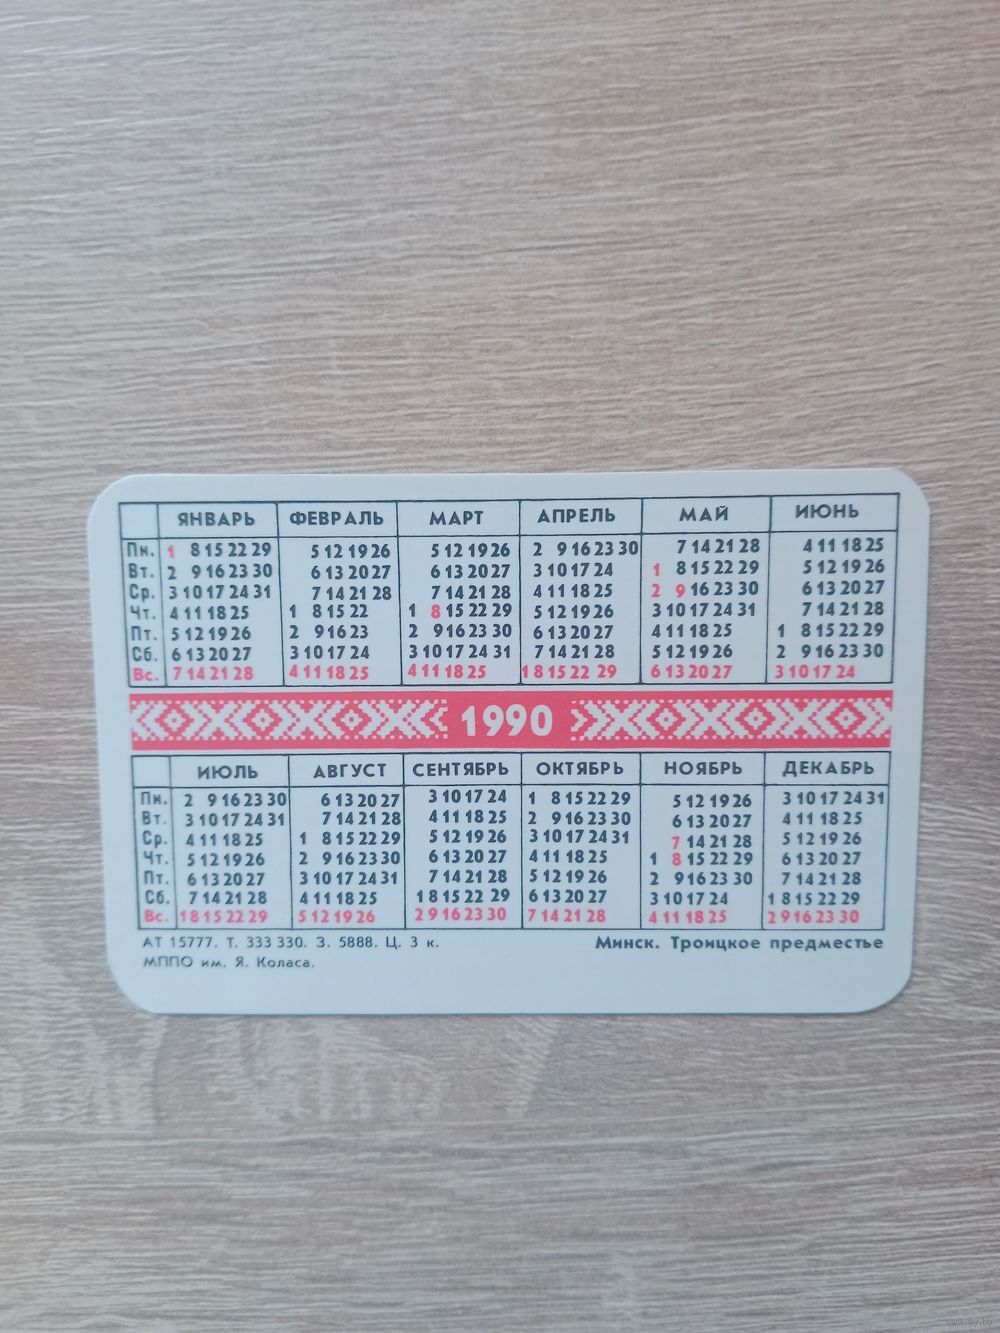 ЯНВАРЬ ФЕВРАЛЬ МАРТ АПРЕЛЬ МАЙ ИЮНЬ
Пн. 1 8 15 22 29 5 12 19 26 5 12 19 26 2 9 16 23 30 7 14 21 28 4 11 18 25
Вт. 2 9 16 23 30 6 13 20 27 6 13 20 27 3 10 17 24 1 8 15 22 29 5 12 19 26
Ср. 3 10 17 24 31 7 14 21 28 7 14 21 28 4 11 18 25 2 9 16 23 30 6 13 20 27
Чт. 4 11 18 25 1 8 15 22 1 8 15 22 29 5 12 19 26 3 10 17 24 31 7 14 21 28
Пт. 5 12 19 26 2 9 16 23 2 9 16 23 30 6 13 20 27 4 11 18 25 1 8 15 22 29
Сб. 6 13 20 27 3 10 17 24 3 10 17 24 31 7 14 21 28 5 12 19 26 2 9 16 23 30
Вс. 7 14 21 28 4 11 18 25 4 11 18 25 1 8 15 22 29 6 13 20 27 3 10 17 24
1990
ИЮЛЬ АВГУСТ СЕНТЯБРЬ ОКТЯБРЬ НОЯБРЬ ДЕКАБРЬ
Пн. 2 9 16 23 30 6 13 20 27 3 10 17 24 1 8 15 22 29 5 12 19 26 3 10 17 24 31
Вт. 3 10 17 24 31 7 14 21 28 4 11 18 25 2 9 16 23 30 6 13 20 27 4 11 18 25
Ср. 4 11 18 25 1 8 15 22 29 5 12 19 26 3 10 17 24 31 7 14 21 28 5 12 19 26
Чт. 5 12 19 26 2 9 16 23 30 6 13 20 27 4 11 18 25 1 8 15 22 29 6 13 20 27
Пт. 6 13 20 27 3 10 17 24 31 7 14 21 28 5 12 19 26 2 9 16 23 30 7 14 21 28
Сб. 7 14 21 28 4 11 18 25 1 8 15 22 29 6 13 20 27 3 10 17 24 1 8 15 22 29
Вс. 1 8 15 22 29 5 12 19 26 2 9 16 23 30 7 14 21 28 4 11 18 25 2 9 16 23 30
АТ 15777. Т. 333 330. З. 5888. Ц. 3 к. Минск. Троицкое предместье
МППО им. Я. Коласа.